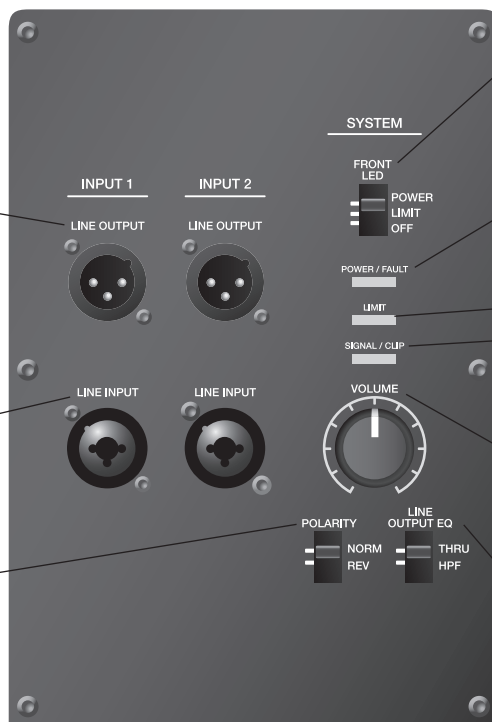 SYSTEM
FRONT
LED
POWER
LIMIT
OFF
INPUT 1
INPUT 2
LINE OUTPUT
LINE OUTPUT
POWER / FAULT
LIMIT
SIGNAL / CLIP
LINE INPUT
LINE INPUT
VOLUME
POLARITY
NORM
REV
LINE
OUTPUT EQ
THRU
HPF